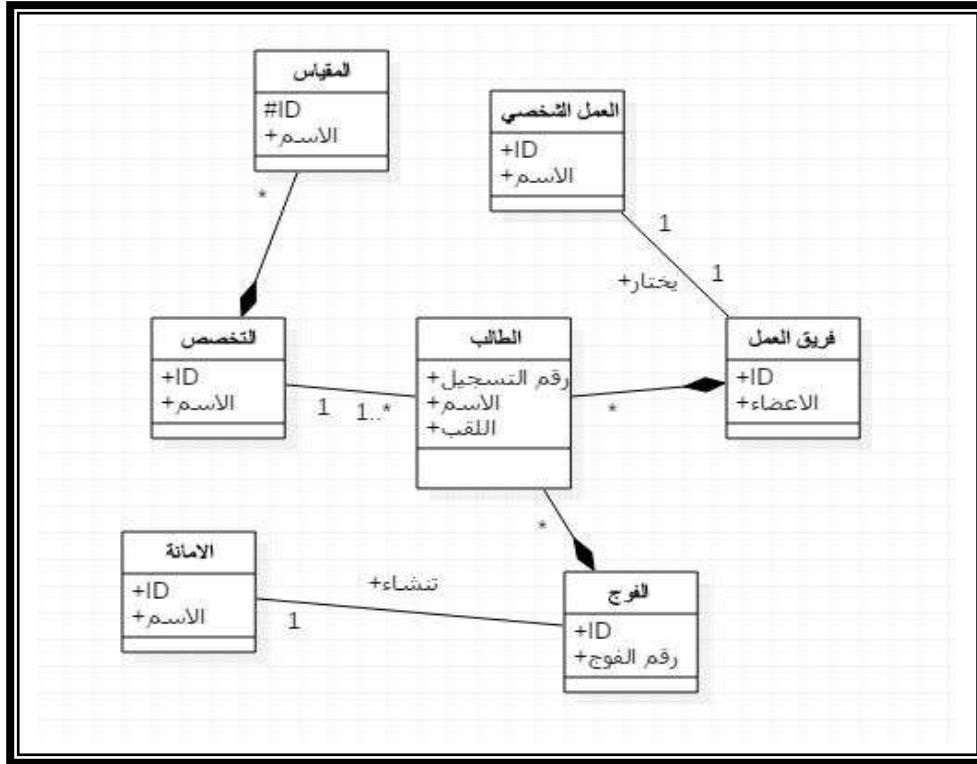 المقياس
#ID
+الاسم
*
العمل الشخصي
+ID
+الاسم
1
1
+يختار
التخصص
+ID
+الاسم
1
1..*
الطالب
+رقم التسجيل
+الاسم
+اللقب
*
فريق العمل
+ID
+الاعضاء
*
الامانة
+ID
+الاسم
1
+تنشاء
الفوج
+ID
+رقم الفوج